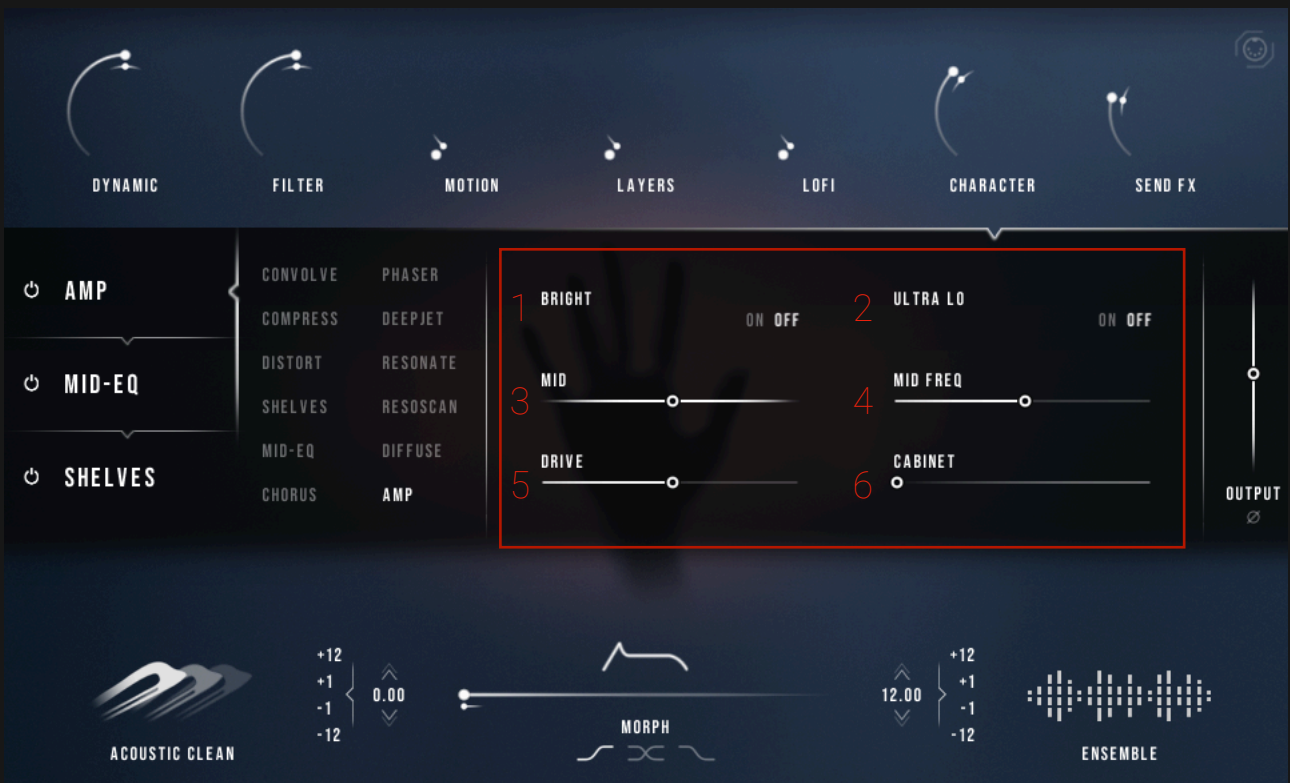 DYNAMIC FILTER MOTION LAYERS LOFI CHARACTER SEND FX
AMP
MID-EQ
SHELVES
CONVOLVE PHASER
COMPRESS DEEPJET
DISTORT RESONATE
SHELVES RESOSCAN
MID-EQ DIFFUSE
CHORUS AMP
1 BRIGHT
ON OFF
2 ULTRA LO
ON OFF
3 MID
4 MID FREQ
5 DRIVE
6 CABINET
OUTPUT
Ø
ACOUSTIC CLEAN
+12
+1
-1
-12
0.00
MORPH
12.00
+12
+1
-1
-12
ENSEMBLE